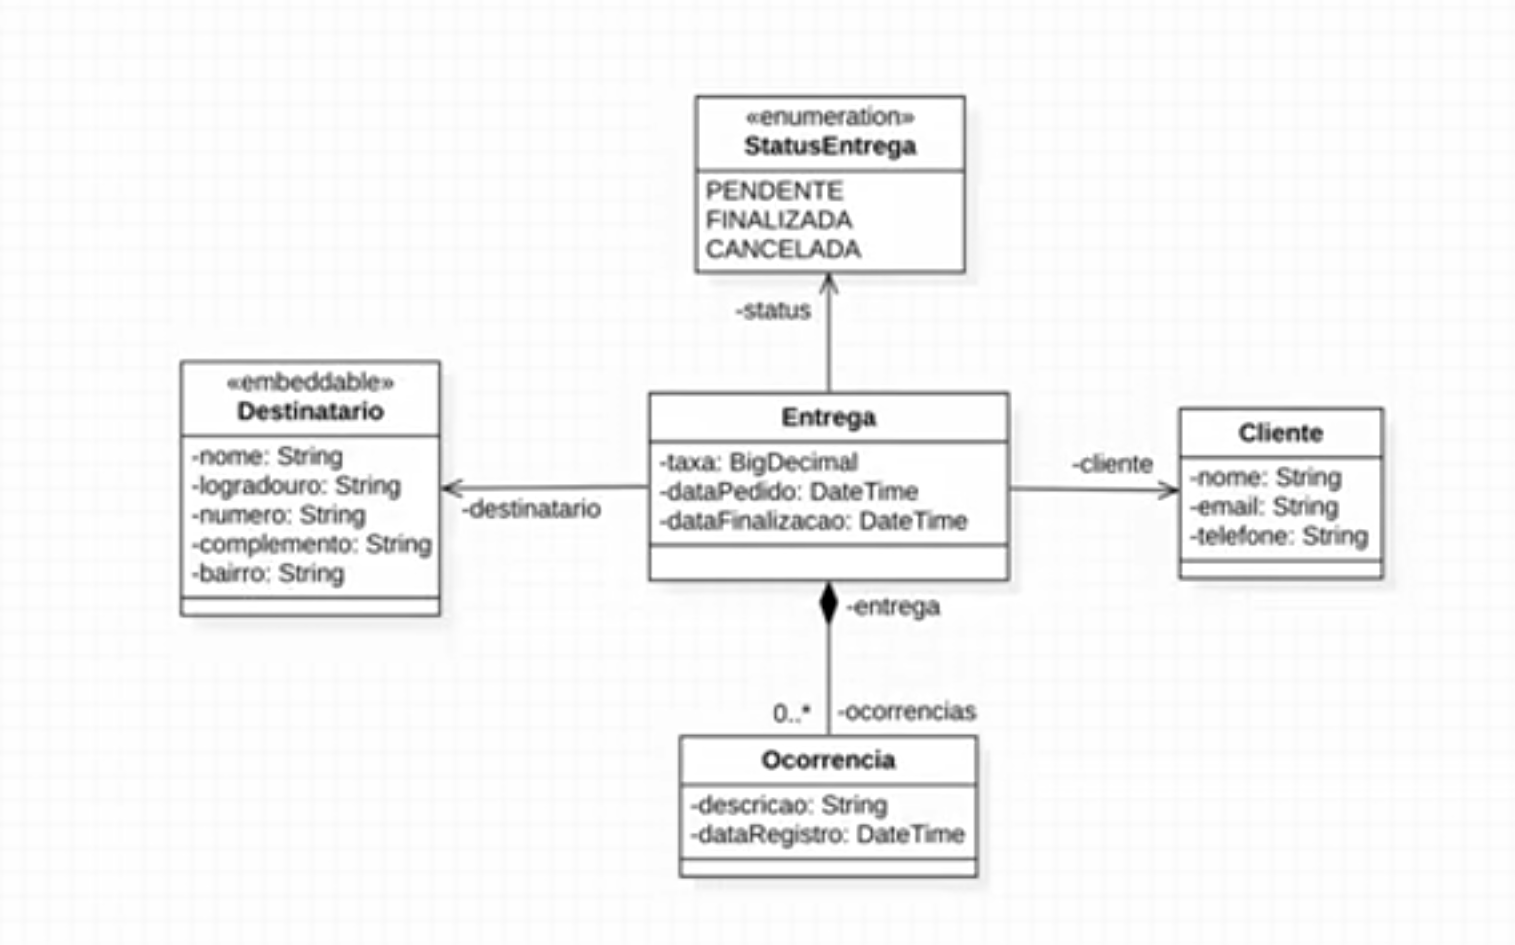 «enumeration»
StatusEntrega
PENDENTE
FINALIZADA
CANCELADA
-status
«embeddable»
Destinatario
-nome: String
-logradouro: String
-numero: String
-complemento: String
-bairro: String
-destinatario
Entrega
-taxa: BigDecimal
-dataPedido: DateTime
-dataFinalizacao: DateTime
-cliente
Cliente
-nome: String
-email: String
-telefone: String
-entrega
0..* -ocorrencias
Ocorrencia
-descricao: String
-dataRegistro: DateTime